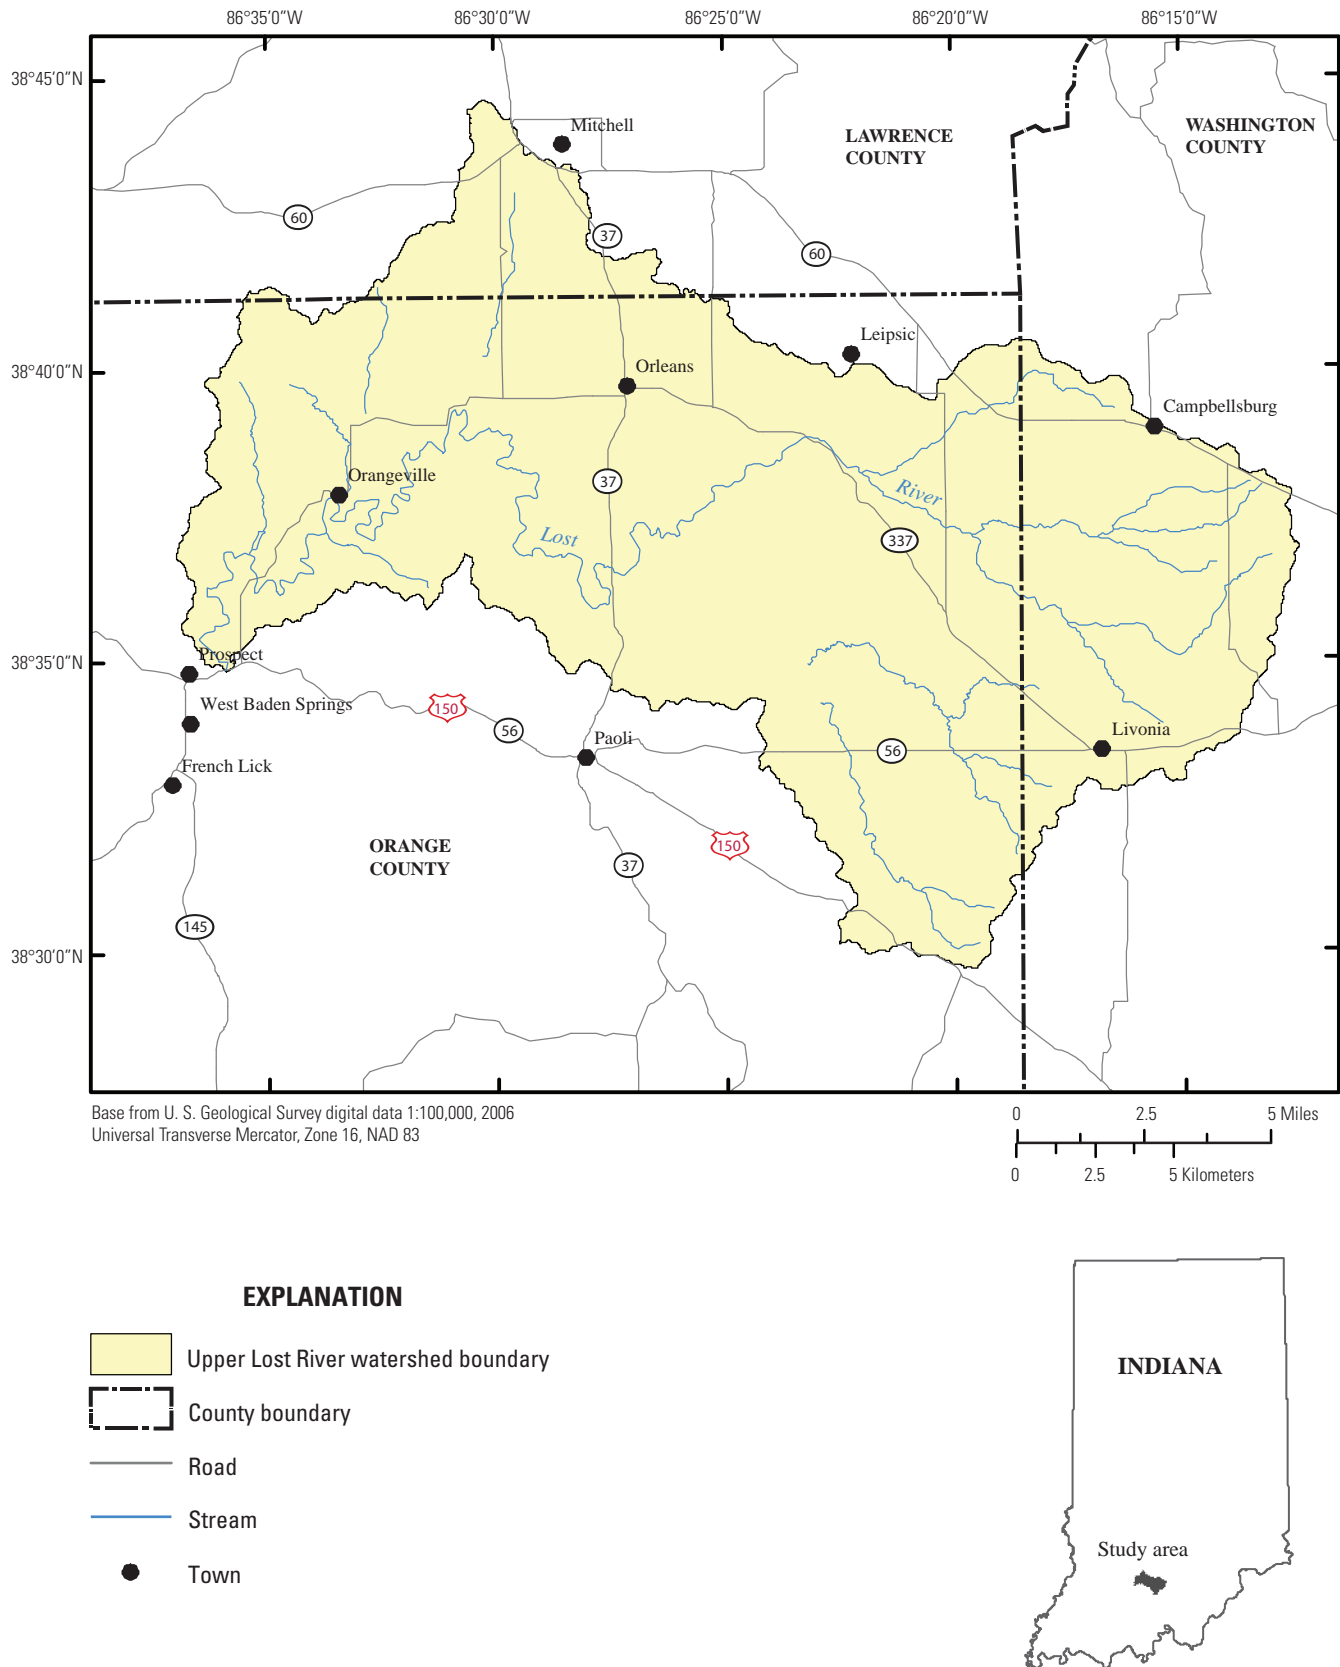 86°35'0"W
86°30'0"W
86°25'0"W
86°20'0"W
86°15'0"W
38°45'0"N
38°40'0"N
38°35'0"N
38°30'0"N
Mitchell
LAWRENCE
COUNTY
WASHINGTON
COUNTY
60
37
60
Leipsic
Orleans
Campbellsburg
Orangeville
37
River
Lost
337
Prospect
West Baden Springs
150
56
Paoli
56
Livonia
French Lick
ORANGE
COUNTY
150
37
145
Base from U. S. Geological Survey digital data 1:100,000, 2006
Universal Transverse Mercator, Zone 16, NAD 83
0 2.5 5 Miles
0 2.5 5 Kilometers
EXPLANATION
Upper Lost River watershed boundary
County boundary
Road
Stream
Town
INDIANA
Study area